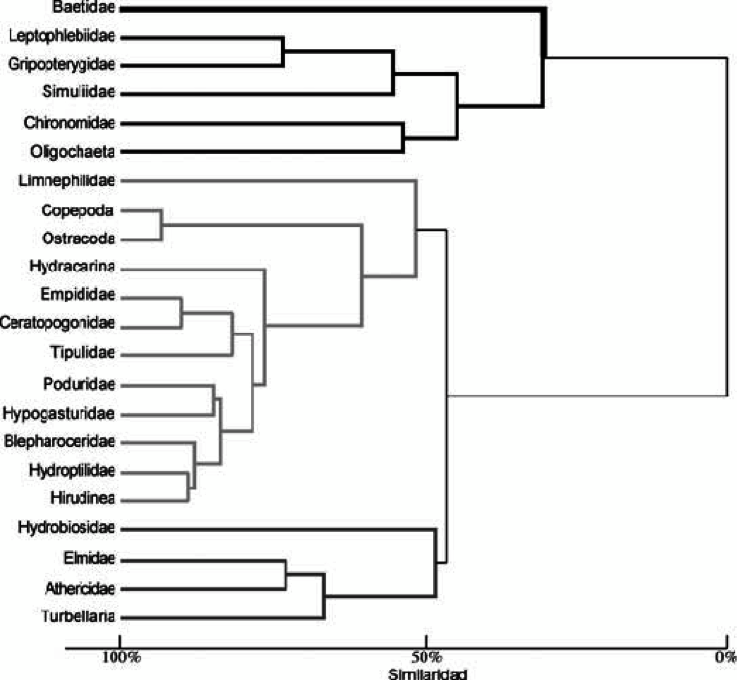 Baetidae
Leptophlebiidae
Gripopterygidae
Simuliidae
Chironomidae
Oligochaeta
Limnephilidae
Copepoda
Ostracoda
Hydracarina
Empididae
Ceratopogonidae
Tipulidae
Poduridae
Hypogasturidae
Blepharoceridae
Hydroptilidae
Hirudinea
Hydrobiosidae
Elmidae
Athericidae
Turbellaria
100% 50% 0%
Similaridad